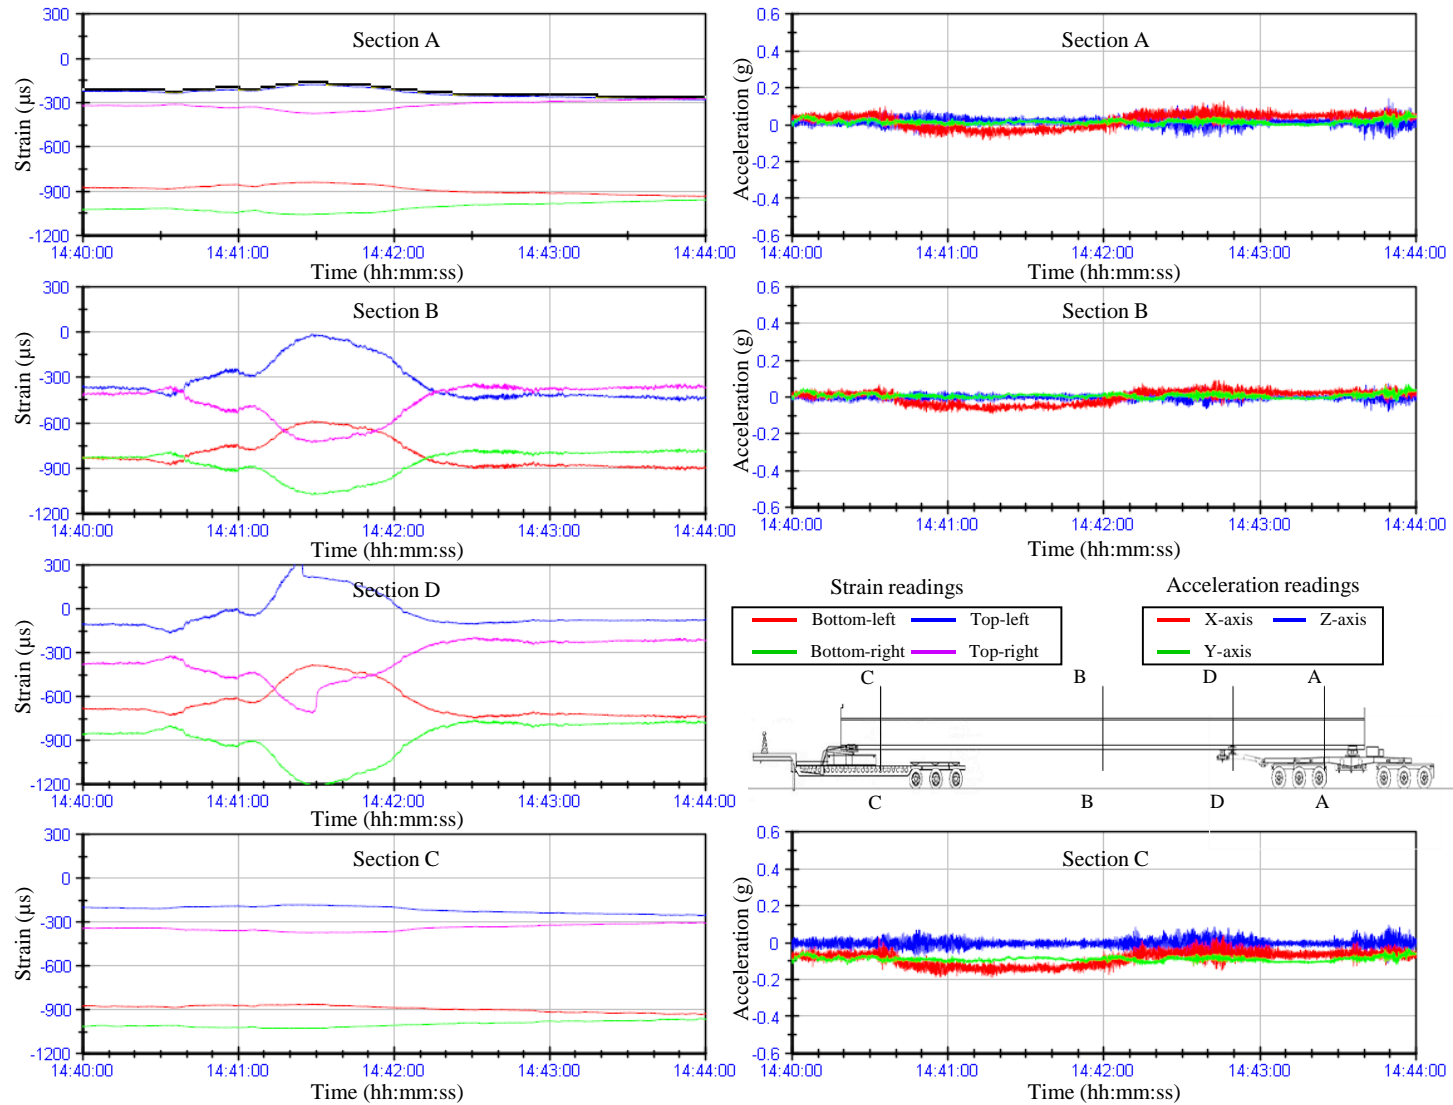 300
0
-300
-600
-900
-1200
Strain (µs)
Section A
14:40:00 14:41:00 14:42:00 14:43:00 14:44:00
Time (hh:mm:ss)
0.6
0.4
0.2
0
-0.2
-0.4
-0.6
Acceleration (g)
Section A
14:40:00 14:41:00 14:42:00 14:43:00 14:44:00
Time (hh:mm:ss)
300
0
-300
-600
-900
-1200
Strain (µs)
Section B
14:40:00 14:41:00 14:42:00 14:43:00 14:44:00
Time (hh:mm:ss)
0.6
0.4
0.2
0
-0.2
-0.4
-0.6
Acceleration (g)
Section B
14:40:00 14:41:00 14:42:00 14:43:00 14:44:00
Time (hh:mm:ss)
300
0
-300
-600
-900
-1200
Strain (µs)
Section D
14:40:00 14:41:00 14:42:00 14:43:00 14:44:00
Time (hh:mm:ss)
Strain readings
Bottom-left Top-left
Bottom-right Top-right
Acceleration readings
X-axis Z-axis
Y-axis
C B D A
C B D A
300
0
-300
-600
-900
-1200
Strain (µs)
Section C
14:40:00 14:41:00 14:42:00 14:43:00 14:44:00
Time (hh:mm:ss)
0.6
0.4
0.2
0
-0.2
-0.4
-0.6
Acceleration (g)
Section C
14:40:00 14:41:00 14:42:00 14:43:00 14:44:00
Time (hh:mm:ss)